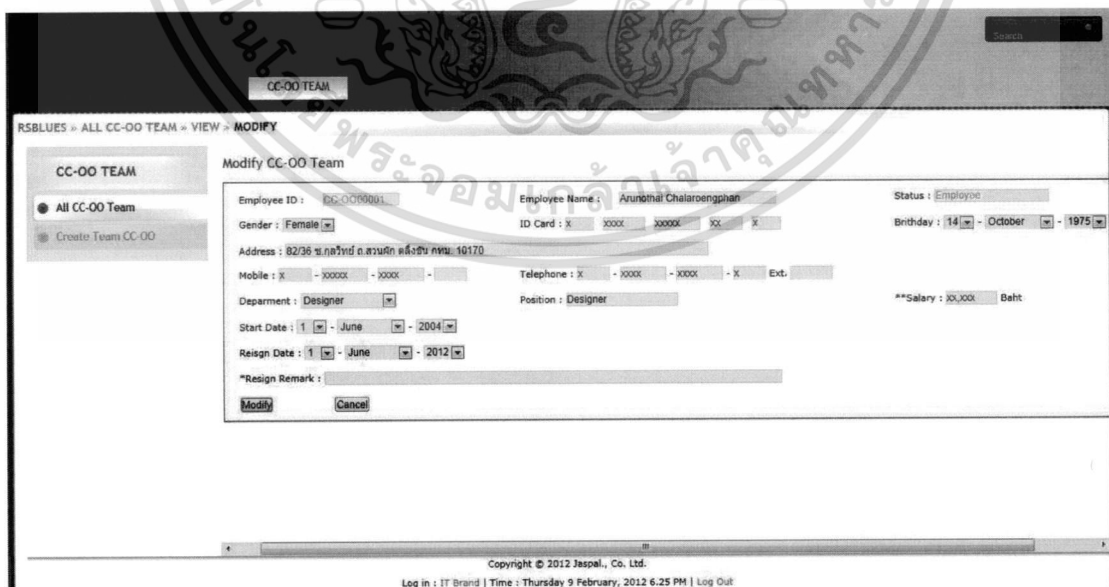 Search
CC-OO TEAM
RSBLUES » ALL CC-OO TEAM » VIEW » MODIFY
CC-OO TEAM
All CC-OO Team
Create Team CC-OO
Modify CC-OO Team
Employee ID : CC-OO00001 Employee Name : Arunothai Chalaroengphan Status : Employee
Gender : Female ID Card : x xxxx xxxxx xx x Brithday : 14 - October - 1975
Address : 82/36 ซ.กุลวิทย์ ถ.สวนผัก ตลิ่งชัน กทม. 10170
Mobile : x - xxxxx - xxxx - Telephone : x - xxxx - xxxx - x Ext.
Deparment : Designer Position : Designer **Salary : xx,xxx Baht
Start Date : 1 - June - 2004
Reisgn Date : 1 - June - 2012
*Resign Remark :
Modify Cancel
Copyright © 2012 Jaspal., Co. Ltd.
Log in : IT Brand | Time : Thursday 9 February, 2012 6.25 PM | Log Out